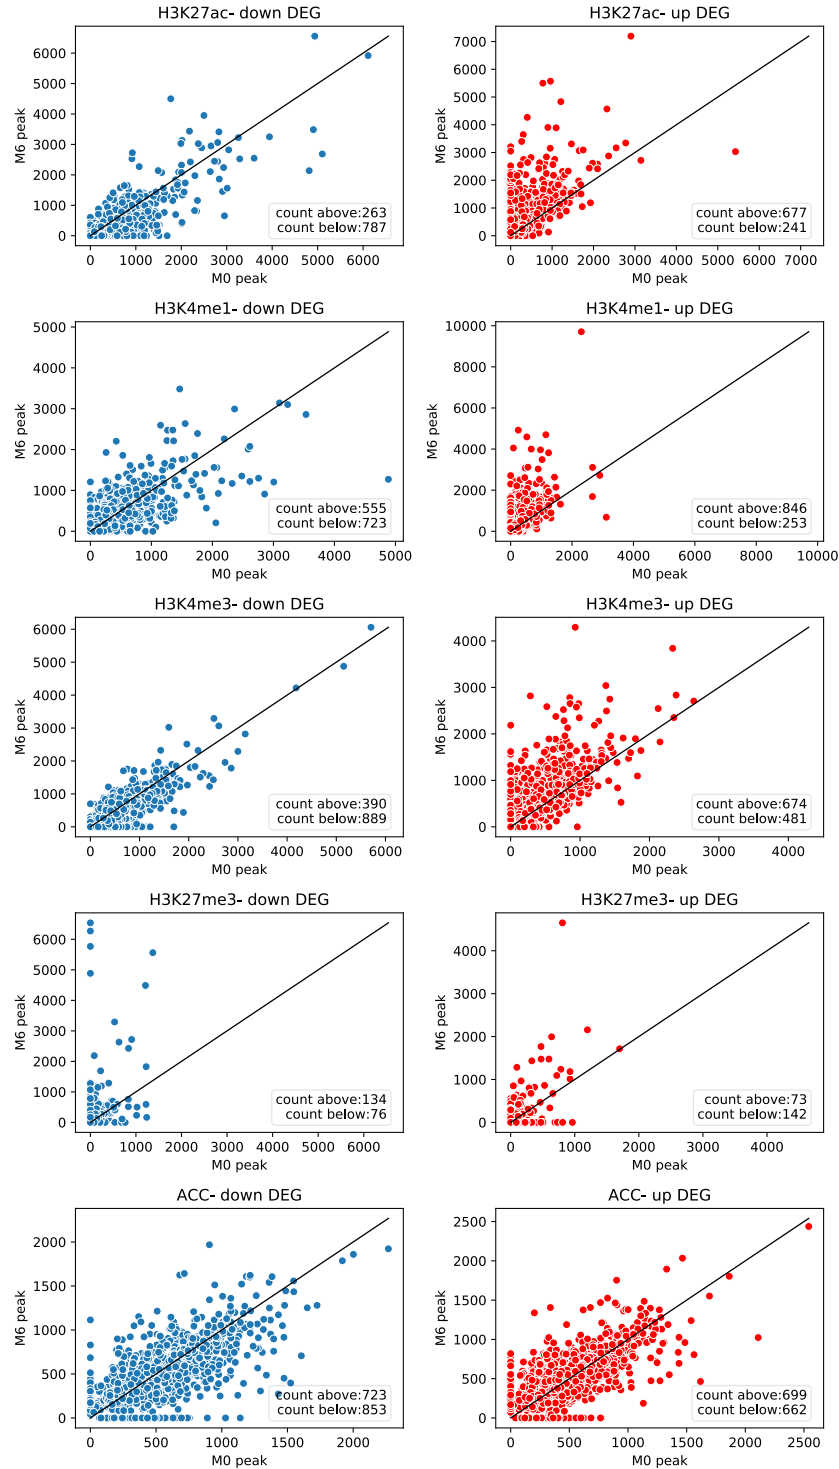 H3K27ac- down DEG
6000
5000
4000
3000
2000
1000
0
M6 peak
count above:263
count below:787
0 1000 2000 3000 4000 5000 6000
M0 peak
H3K27ac- up DEG
7000
6000
5000
4000
3000
2000
1000
0
M6 peak
count above:677
count below:241
0 1000 2000 3000 4000 5000 6000 7000
M0 peak
H3K4me1- down DEG
5000
4000
3000
2000
1000
0
M6 peak
count above:555
count below:723
0 1000 2000 3000 4000 5000
M0 peak
H3K4me1- up DEG
10000
8000
6000
4000
2000
0
M6 peak
count above:846
count below:253
0 2000 4000 6000 8000 10000
M0 peak
H3K4me3- down DEG
6000
5000
4000
3000
2000
1000
0
M6 peak
count above:390
count below:889
0 1000 2000 3000 4000 5000 6000
M0 peak
H3K4me3- up DEG
4000
3000
2000
1000
0
M6 peak
count above:674
count below:481
0 1000 2000 3000 4000
M0 peak
H3K27me3- down DEG
6000
5000
4000
3000
2000
1000
0
M6 peak
count above:134
count below:76
0 1000 2000 3000 4000 5000 6000
M0 peak
H3K27me3- up DEG
4000
3000
2000
1000
0
M6 peak
count above:73
count below:142
0 1000 2000 3000 4000
M0 peak
ACC- down DEG
2000
1500
1000
500
0
M6 peak
count above:723
count below:853
0 500 1000 1500 2000
M0 peak
ACC- up DEG
2500
2000
1500
1000
500
0
M6 peak
count above:699
count below:662
0 500 1000 1500 2000 2500
M0 peak